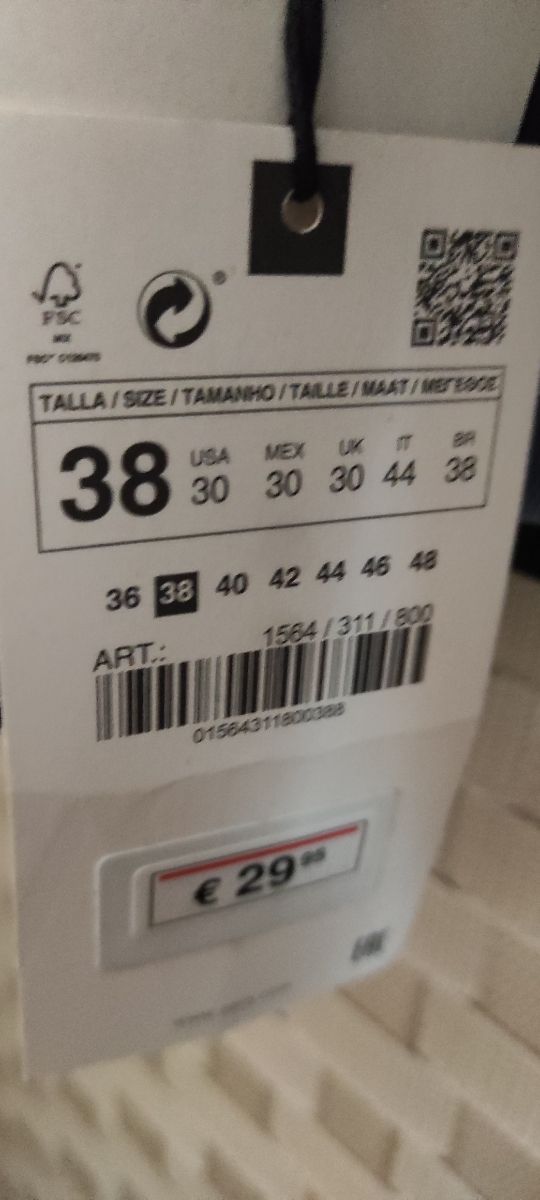 FSC
MIX
®
TALLA / SIZE / TAMANHO / TAILLE / MAAT / ΜΕΓΕΘΟΣ
38 USA 30 MEX 30 UK 30 IT 44 BR 38
36 38 40 42 44 46 48
ART.: 1564 / 311 / 800
01564311800388
€ 29 95